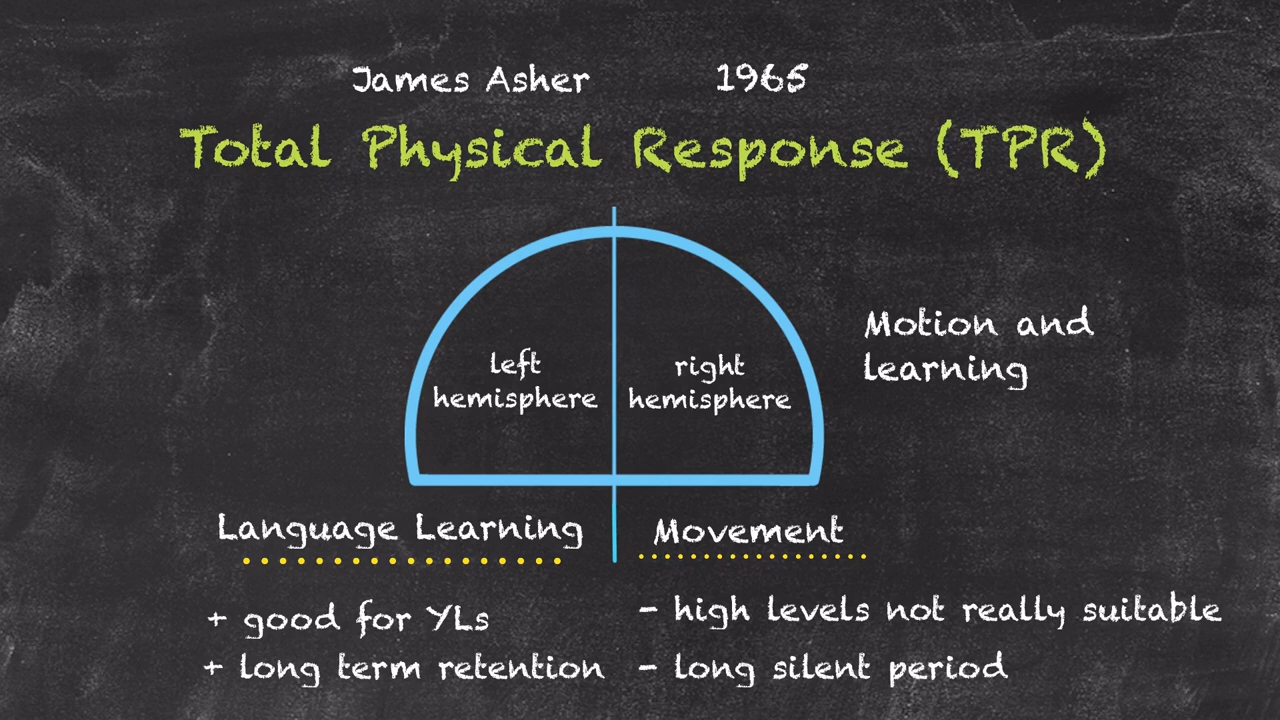 James Asher 1965
Total Physical Response (TPR)
left hemisphere
right hemisphere
Motion and
learning
Language Learning
Movement
+ good for YLs
+ long term retention
- high levels not really suitable
- long silent period